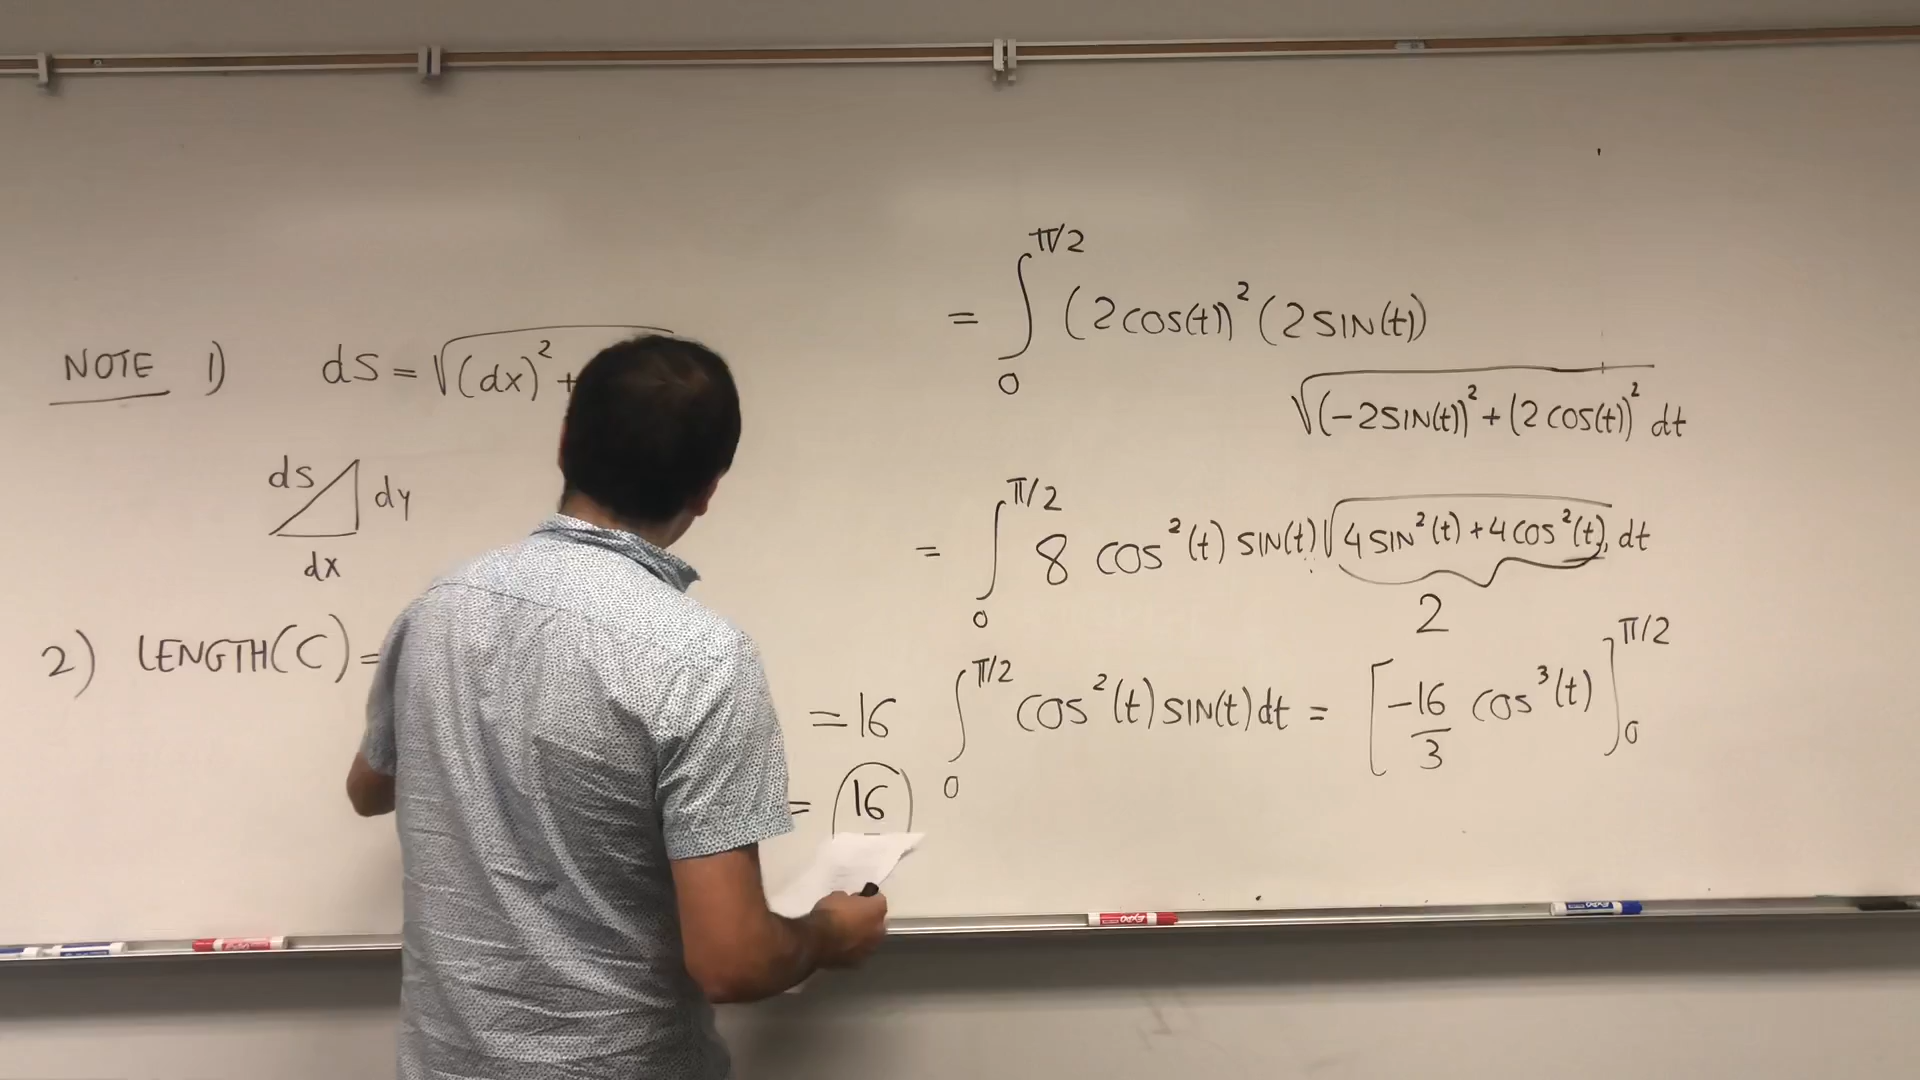 NOTE 1) dS = √(dx)² +
dS
dy
dx
2) LENGTH(C) =
= ∫₀^π/2 (2cos(t))² (2SIN(t))
√(-2SIN(t))² + (2cos(t))² dt
= ∫₀^π/2 8 cos²(t) SIN(t) √4SIN²(t) + 4cos²(t) dt
2
= 16 ∫₀^π/2 cos²(t) SIN(t) dt = [-16/3 cos³(t)]₀^π/2
= 16
EXPO